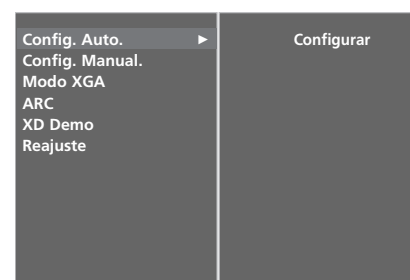 Config. Auto. ► Configurar
Config. Manual.
Modo XGA
ARC
XD Demo
Reajuste